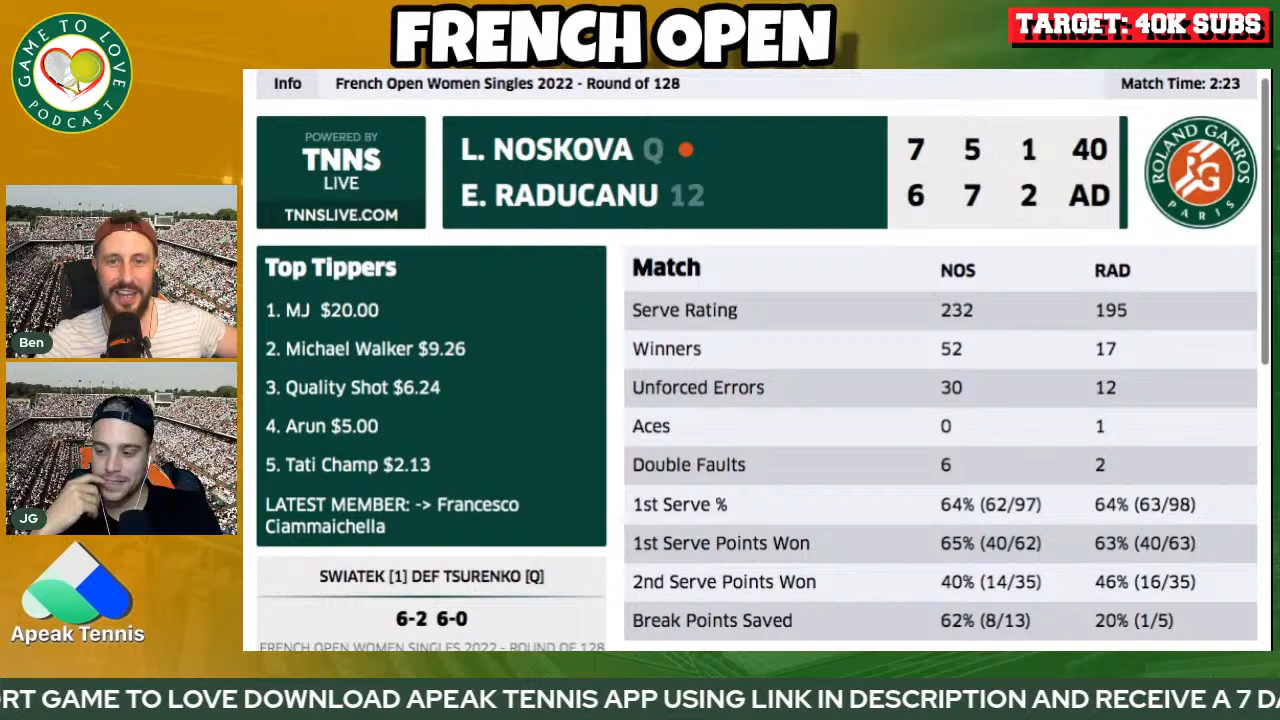 FRENCH OPEN
TARGET: 40K SUBS
GAME TO LOVE
PODCAST
Info French Open Women Singles 2022 - Round of 128 Match Time: 2:23
POWERED BY
TNNS
LIVE
TNNSLIVE.COM
L. NOSKOVA Q 7 5 1 40
E. RADUCANU 12 6 7 2 AD
ROLAND GARROS
RG
PARIS
Ben
JG
Apeak Tennis
Top Tippers
1. MJ $20.00
2. Michael Walker $9.26
3. Quality Shot $6.24
4. Arun $5.00
5. Tati Champ $2.13
LATEST MEMBER: -> Francesco
Ciammaichella
SWIATEK [1] DEF TSURENKO [Q]
6-2 6-0
FRENCH OPEN WOMEN SINGLES 2022 - ROUND OF 128
Match NOS RAD
Serve Rating 232 195
Winners 52 17
Unforced Errors 30 12
Aces 0 1
Double Faults 6 2
1st Serve % 64% (62/97) 64% (63/98)
1st Serve Points Won 65% (40/62) 63% (40/63)
2nd Serve Points Won 40% (14/35) 46% (16/35)
Break Points Saved 62% (8/13) 20% (1/5)
ORT GAME TO LOVE DOWNLOAD APEAK TENNIS APP USING LINK IN DESCRIPTION AND RECEIVE A 7 DA